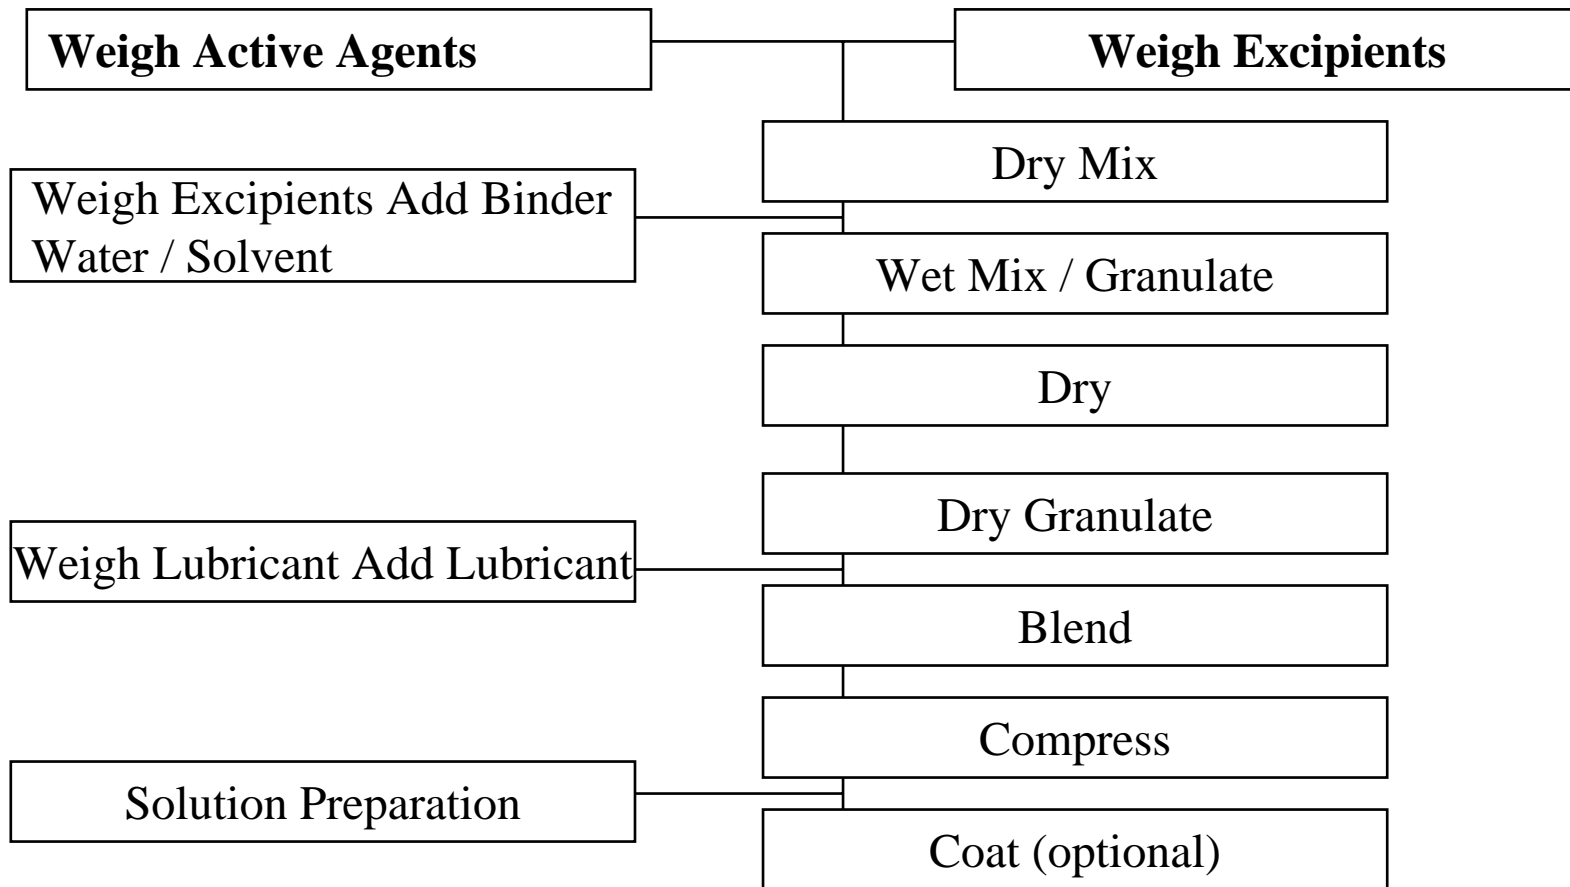 Weigh Active Agents
Weigh Excipients
Dry Mix
Weigh Excipients Add Binder
Water / Solvent
Wet Mix / Granulate
Dry
Dry Granulate
Weigh Lubricant Add Lubricant
Blend
Compress
Solution Preparation
Coat (optional)